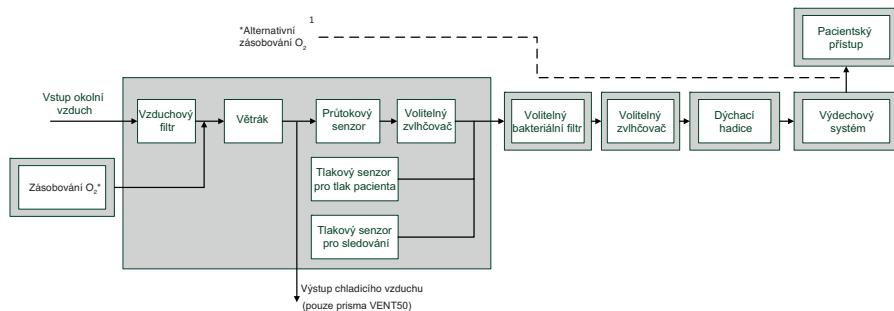 *Alternativní 1
zásobování O2
Pacientský
přístup
Vstup okolní
vzduch
Vzduchový
filtr
Větrák
Průtokový
senzor
Volitelný
zvlhčovač
Volitelný
bakteriální filtr
Volitelný
zvlhčovač
Dýchací
hadice
Výdechový
systém
Zásobování O2*
Tlakový senzor
pro tlak pacienta
Tlakový senzor
pro sledování
Výstup chladicího vzduchu
(pouze prisma VENT50)